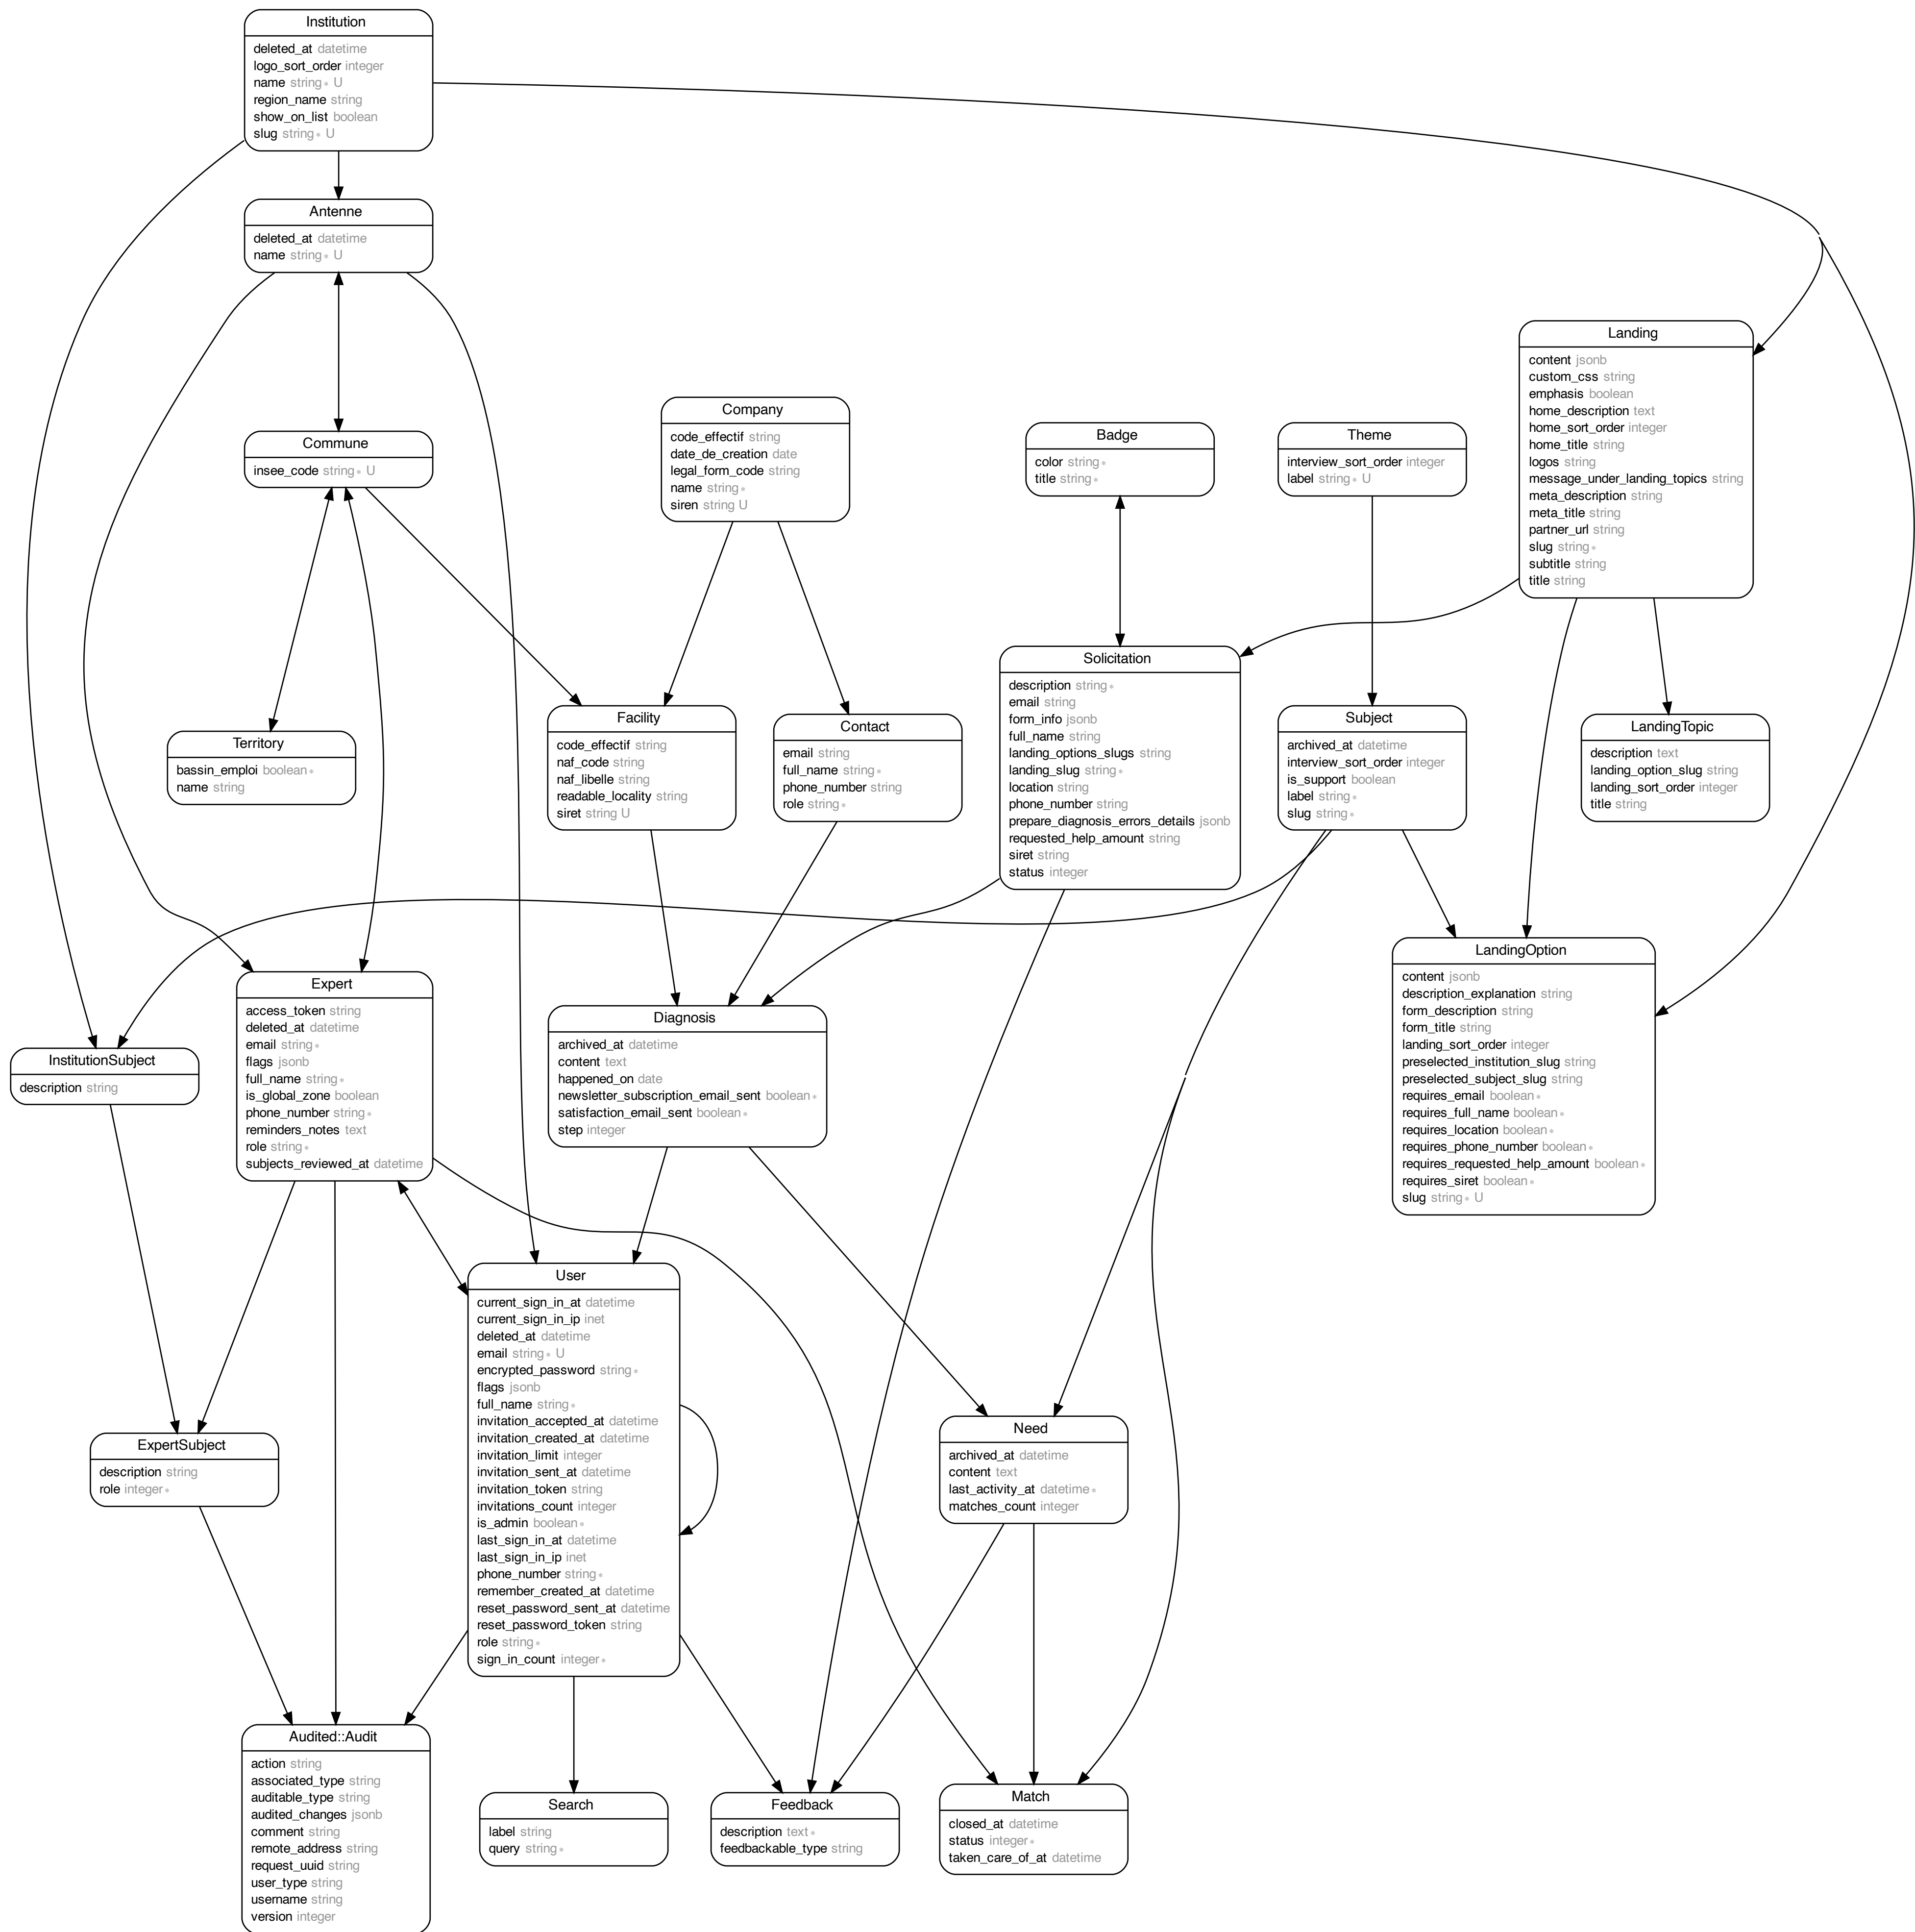 Institution
deleted_at datetime
logo_sort_order integer
name string∗ U
region_name string
show_on_list boolean
slug string∗ U
Antenne
deleted_at datetime
name string∗ U
Landing
content jsonb
custom_css string
emphasis boolean
home_description text
home_sort_order integer
home_title string
logos string
message_under_landing_topics string
meta_description string
meta_title string
partner_url string
slug string∗
subtitle string
title string
Company
code_effectif string
date_de_creation date
legal_form_code string
name string∗
siren string U
Badge
color string∗
title string∗
Theme
interview_sort_order integer
label string∗ U
Commune
insee_code string∗ U
Solicitation
description string∗
email string
form_info jsonb
full_name string
landing_options_slugs string
landing_slug string∗
location string
phone_number string
prepare_diagnosis_errors_details jsonb
requested_help_amount string
siret string
status integer
Facility
code_effectif string
naf_code string
naf_libelle string
readable_locality string
siret string U
Contact
email string
full_name string∗
phone_number string
role string∗
Subject
archived_at datetime
interview_sort_order integer
is_support boolean
label string∗
slug string∗
LandingTopic
description text
landing_option_slug string
landing_sort_order integer
title string
Territory
bassin_emploi boolean∗
name string
LandingOption
content jsonb
description_explanation string
form_description string
form_title string
landing_sort_order integer
preselected_institution_slug string
preselected_subject_slug string
requires_email boolean∗
requires_full_name boolean∗
requires_location boolean∗
requires_phone_number boolean∗
requires_requested_help_amount boolean∗
requires_siret boolean∗
slug string∗ U
Expert
access_token string
deleted_at datetime
email string∗
flags jsonb
full_name string∗
is_global_zone boolean
phone_number string∗
reminders_notes text
role string∗
subjects_reviewed_at datetime
Diagnosis
archived_at datetime
content text
happened_on date
newsletter_subscription_email_sent boolean∗
satisfaction_email_sent boolean∗
step integer
InstitutionSubject
description string
User
current_sign_in_at datetime
current_sign_in_ip inet
deleted_at datetime
email string∗ U
encrypted_password string∗
flags jsonb
full_name string∗
invitation_accepted_at datetime
invitation_created_at datetime
invitation_limit integer
invitation_sent_at datetime
invitation_token string
invitations_count integer
is_admin boolean∗
last_sign_in_at datetime
last_sign_in_ip inet
phone_number string∗
remember_created_at datetime
reset_password_sent_at datetime
reset_password_token string
role string∗
sign_in_count integer∗
Need
archived_at datetime
content text
last_activity_at datetime∗
matches_count integer
ExpertSubject
description string
role integer∗
Audited::Audit
action string
associated_type string
auditable_type string
audited_changes jsonb
comment string
remote_address string
request_uuid string
user_type string
username string
version integer
Search
label string
query string∗
Feedback
description text∗
feedbackable_type string
Match
closed_at datetime
status integer∗
taken_care_of_at datetime